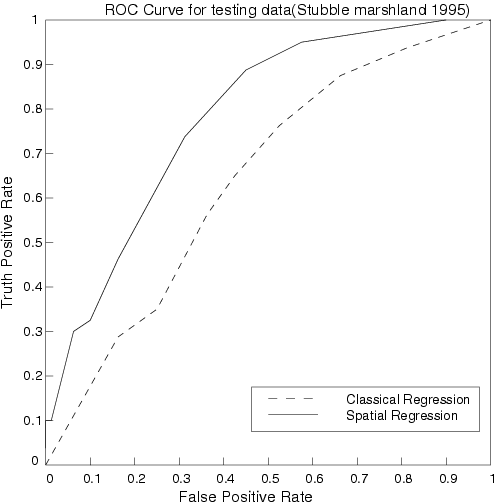 ROC Curve for testing data(Stubble marshland 1995)
Truth Positive Rate
1
0.9
0.8
0.7
0.6
0.5
0.4
0.3
0.2
0.1
0
0 0.1 0.2 0.3 0.4 0.5 0.6 0.7 0.8 0.9 1
False Positive Rate
Classical Regression
Spatial Regression